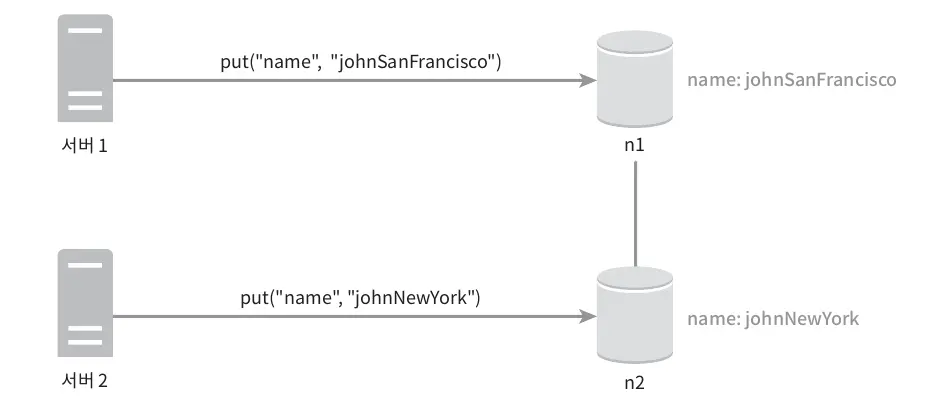 put("name", "johnSanFrancisco")
name: johnSanFrancisco
서버 1
n1
put("name", "johnNewYork")
name: johnNewYork
서버 2
n2